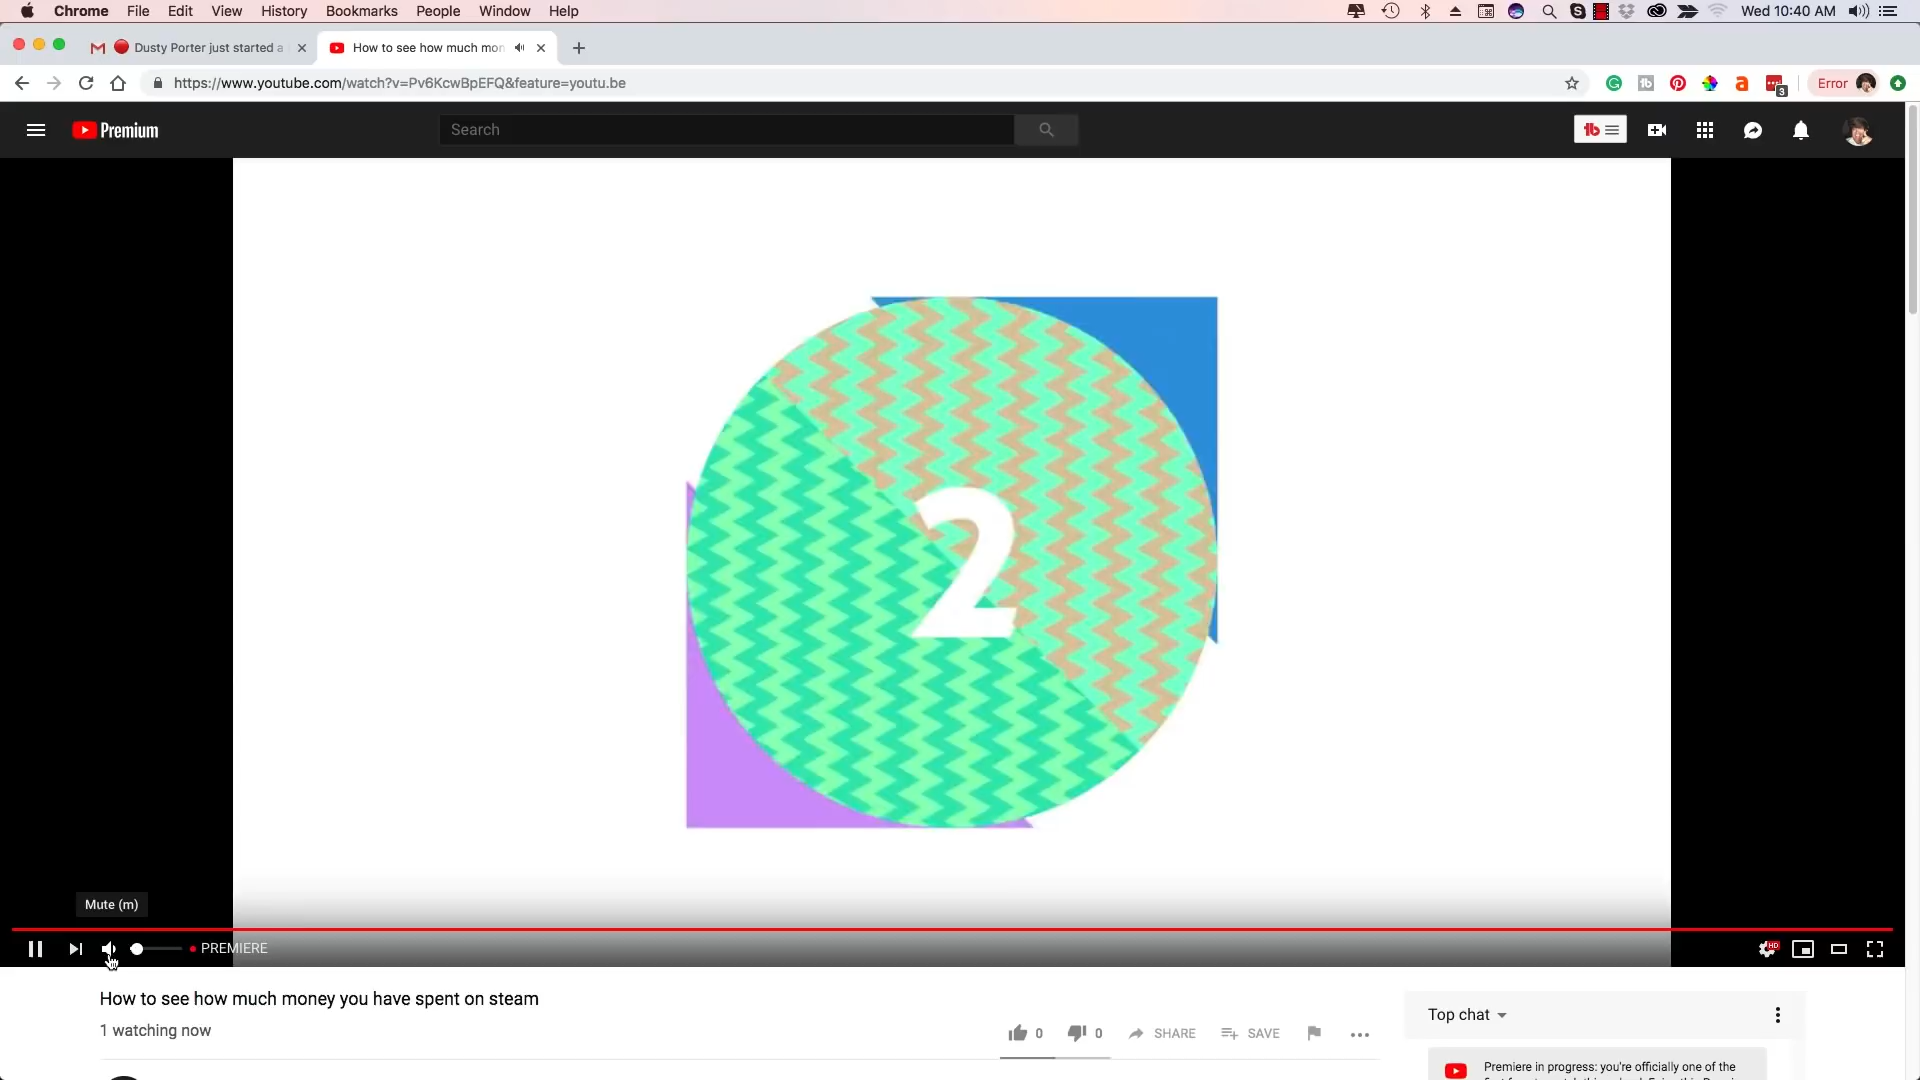 Chrome File Edit View History Bookmarks People Window Help Wed 10:40 AM
Dusty Porter just started a
How to see how much mon
https://www.youtube.com/watch?v=Pv6KcwBpEFQ&feature=youtu.be
3
Error
Premium
Search
tb
2
Mute (m)
PREMIERE
HD
How to see how much money you have spent on steam
1 watching now
0 0 SHARE SAVE
Top chat
Premiere in progress: you're officially one of the